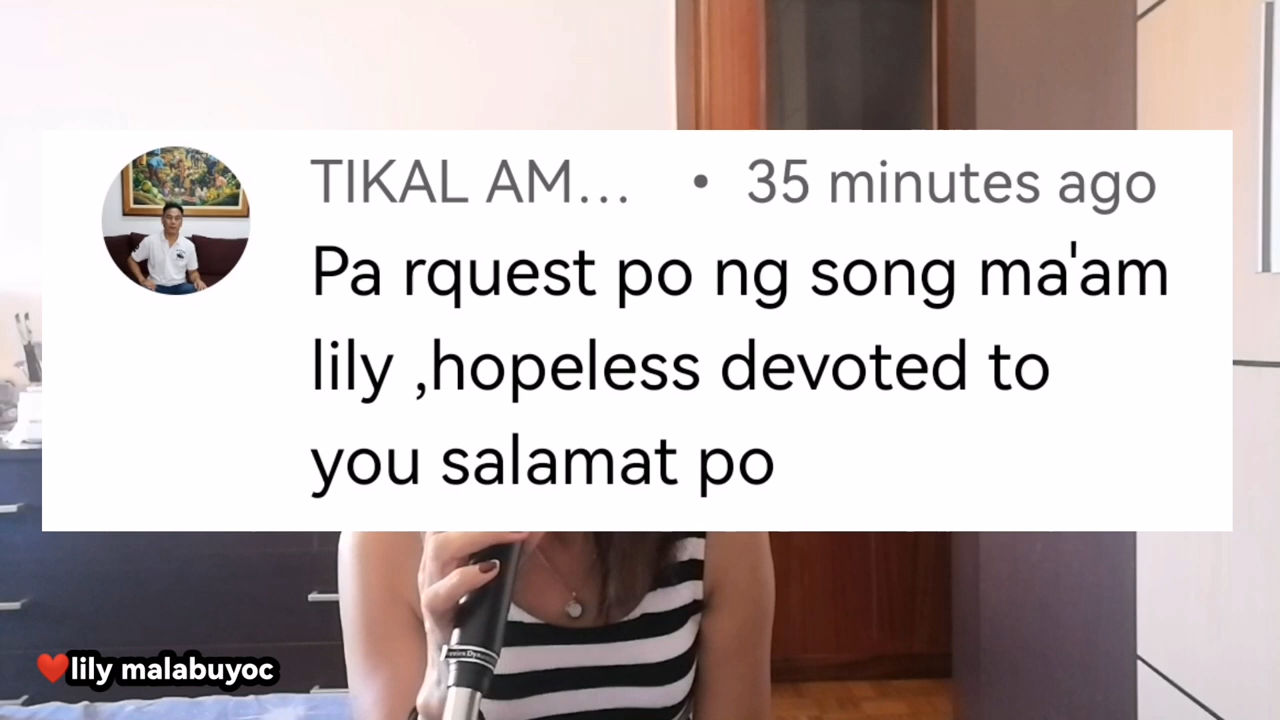 TIKAL AM... • 35 minutes ago
Pa rquest po ng song ma'am
lily ,hopeless devoted to
you salamat po
❤️lily malabuyoc